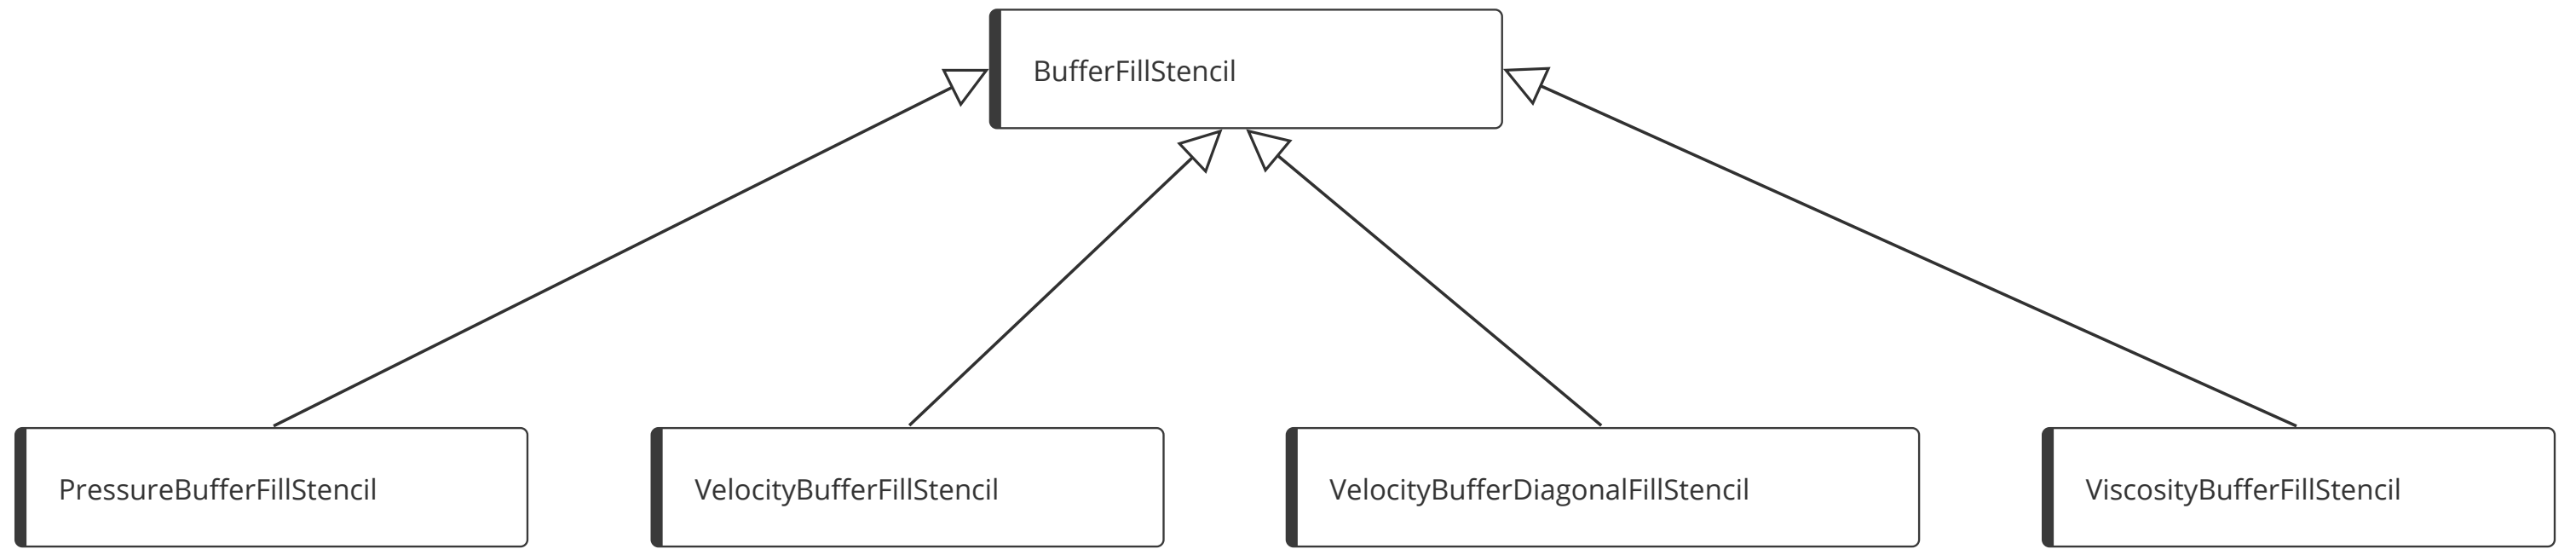 BufferFillStencil
PressureBufferFillStencil
VelocityBufferFillStencil
VelocityBufferDiagonalFillStencil
ViscosityBufferFillStencil